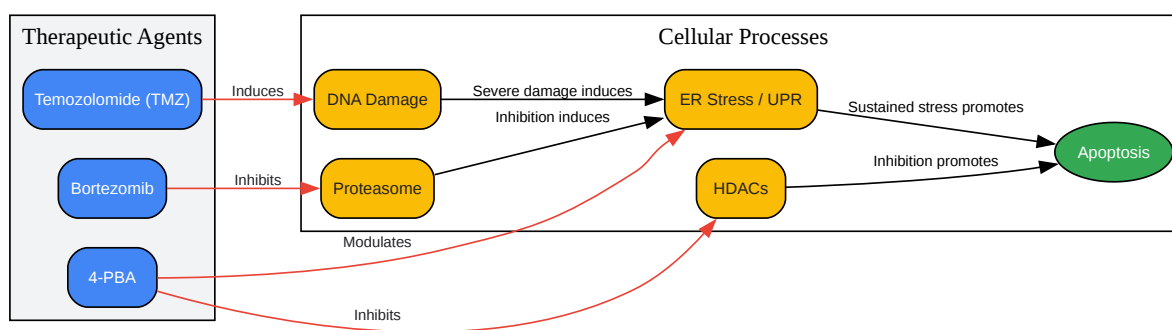 Therapeutic Agents
Cellular Processes
Temozolomide (TMZ)
Induces
DNA Damage
Severe damage induces
ER Stress / UPR
Sustained stress promotes
Inhibition induces
Apoptosis
Bortezomib
Inhibits
Proteasome
HDACs
Inhibition promotes
Modulates
4-PBA
Inhibits